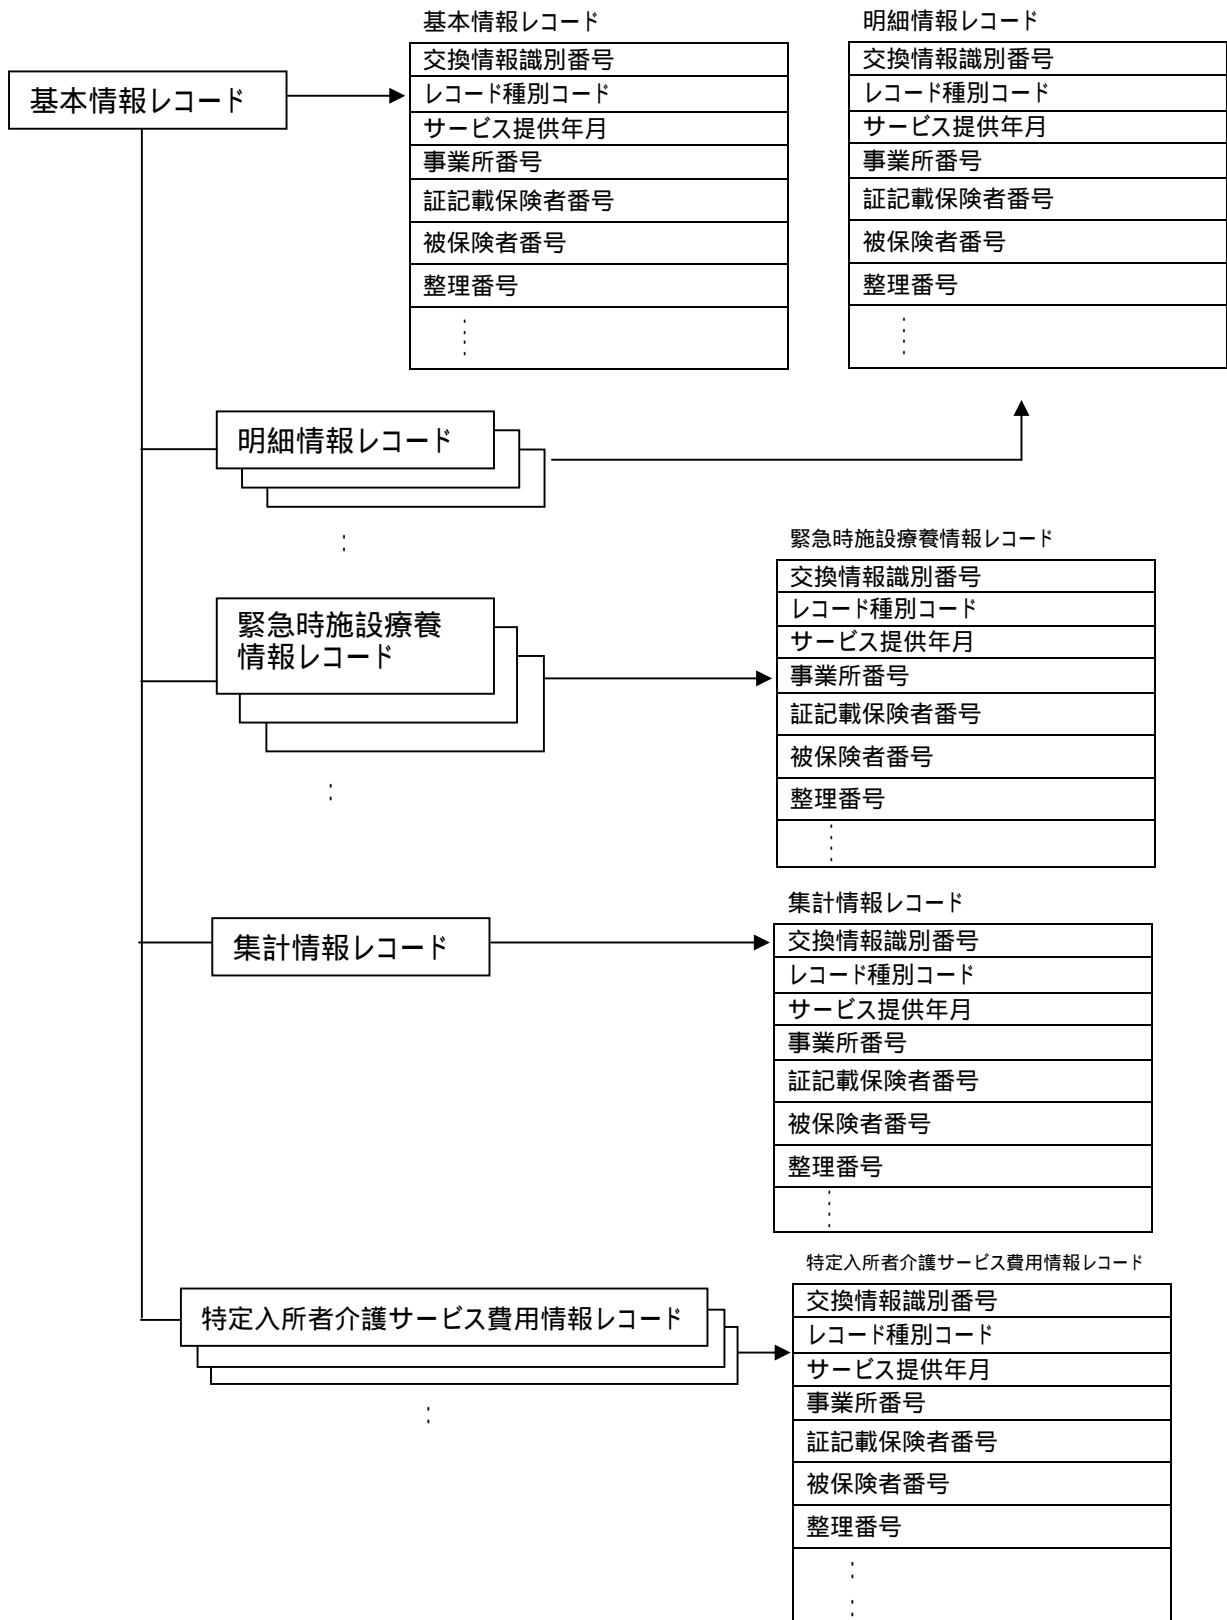 基本情報レコード
基本情報レコード
交換情報識別番号
レコード種別コード
サービス提供年月
事業所番号
証記載保険者番号
被保険者番号
整理番号
明細情報レコード
交換情報識別番号
レコード種別コード
サービス提供年月
事業所番号
証記載保険者番号
被保険者番号
整理番号
明細情報レコード
緊急時施設療養
情報レコード
緊急時施設療養情報レコード
交換情報識別番号
レコード種別コード
サービス提供年月
事業所番号
証記載保険者番号
被保険者番号
整理番号
集計情報レコード
集計情報レコード
交換情報識別番号
レコード種別コード
サービス提供年月
事業所番号
証記載保険者番号
被保険者番号
整理番号
特定入所者介護サービス費用情報レコード
特定入所者介護サービス費用情報レコード
交換情報識別番号
レコード種別コード
サービス提供年月
事業所番号
証記載保険者番号
被保険者番号
整理番号